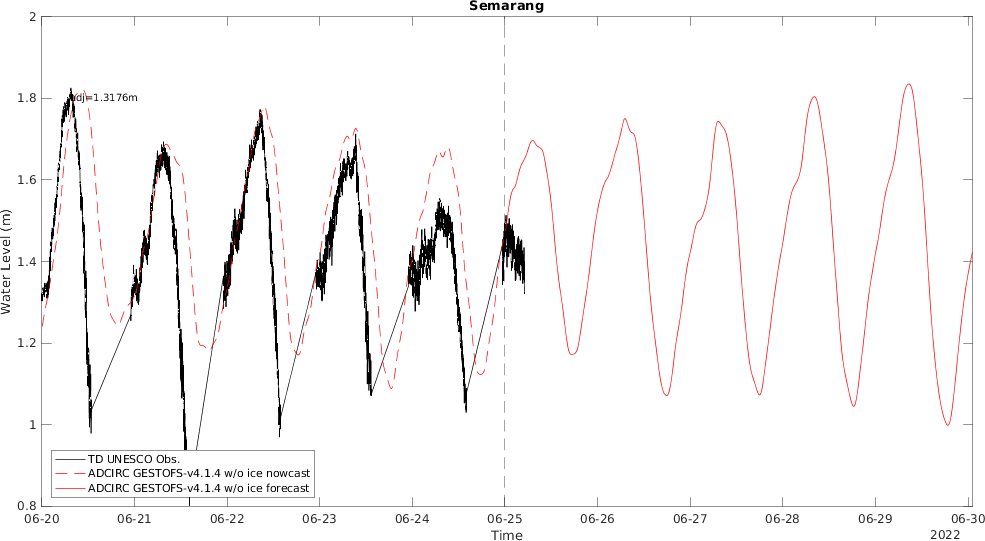 Semarang
2
1.8
1.6
1.4
1.2
1
0.8
Water Level (m)
adj=1.3176m
TD UNESCO Obs.
ADCIRC GESTOFS-v4.1.4 w/o ice nowcast
ADCIRC GESTOFS-v4.1.4 w/o ice forecast
06-20 06-21 06-22 06-23 06-24 06-25 06-26 06-27 06-28 06-29 06-30
Time
2022